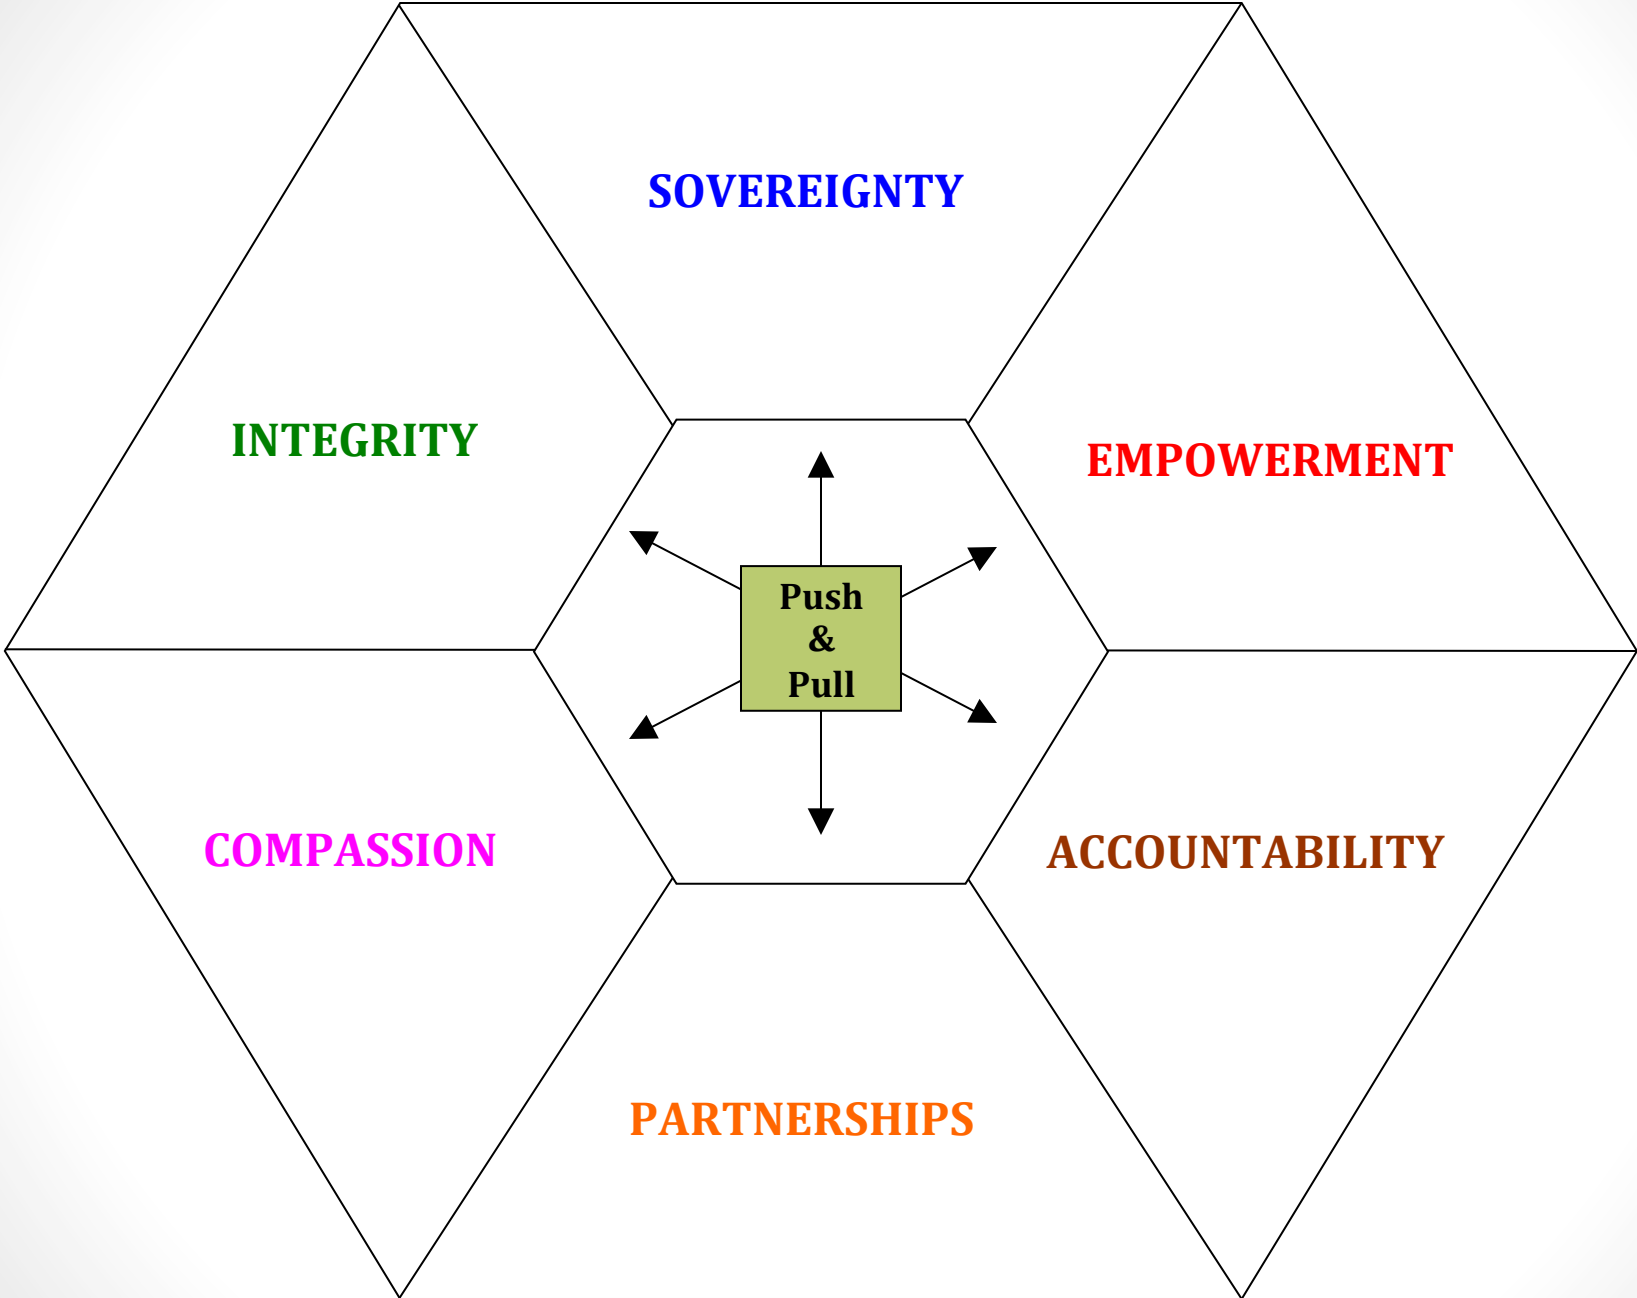 SOVEREIGNTY
INTEGRITY
EMPOWERMENT
Push
&
Pull
COMPASSION
ACCOUNTABILITY
PARTNERSHIPS